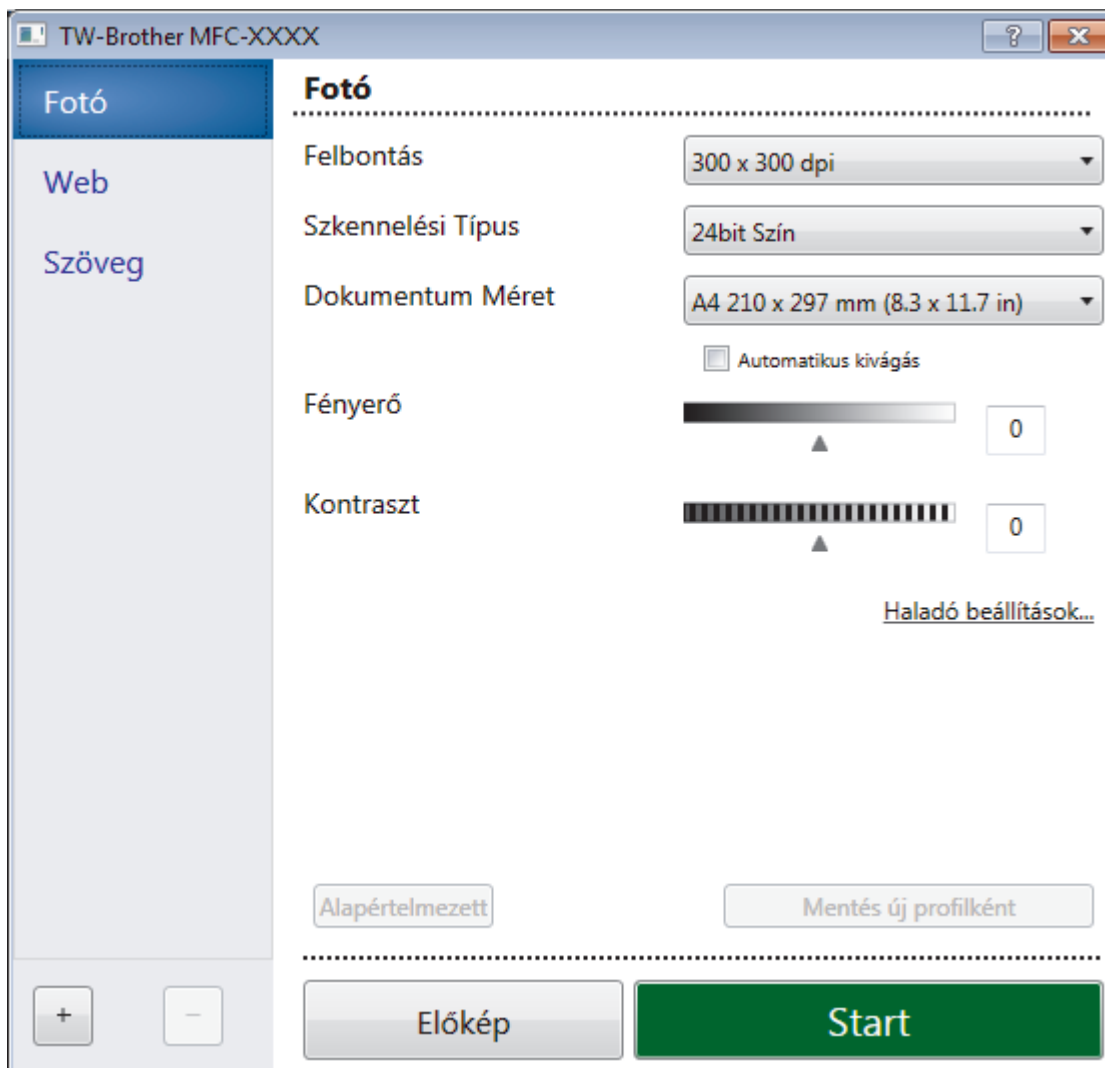 TW-Brother MFC-XXXX
?
Fotó
Web
Szöveg
Fotó
Felbontás
300 x 300 dpi
Szkennelési Típus
24bit Szín
Dokumentum Méret
A4 210 x 297 mm (8.3 x 11.7 in)
Automatikus kivágás
Fényerő
0
Kontraszt
0
Haladó beállítások...
Alapértelmezett
Mentés új profilként
+
−
Előkép
Start